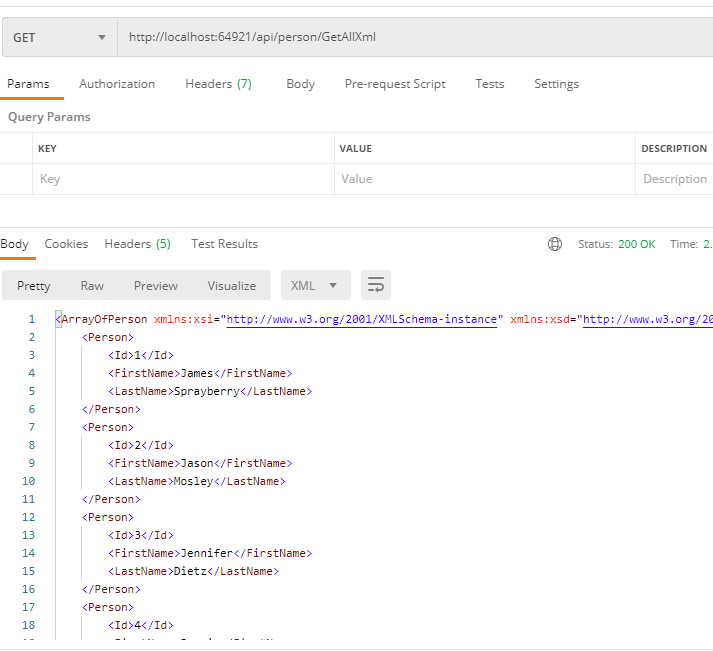 GET http://localhost:64921/api/person/GetAllXml
Params Authorization Headers (7) Body Pre-request Script Tests Settings
Query Params
KEY VALUE DESCRIPTION
Key Value Description
Body Cookies Headers (5) Test Results Status: 200 OK Time: 2.
Pretty Raw Preview Visualize XML
1 <ArrayOfPerson xmlns:xsi="http://www.w3.org/2001/XMLSchema-instance" xmlns:xsd="http://www.w3.org/20
2 <Person>
3 <Id>1</Id>
4 <FirstName>James</FirstName>
5 <LastName>Sprayberry</LastName>
6 </Person>
7 <Person>
8 <Id>2</Id>
9 <FirstName>Jason</FirstName>
10 <LastName>Mosley</LastName>
11 </Person>
12 <Person>
13 <Id>3</Id>
14 <FirstName>Jennifer</FirstName>
15 <LastName>Dietz</LastName>
16 </Person>
17 <Person>
18 <Id>4</Id>